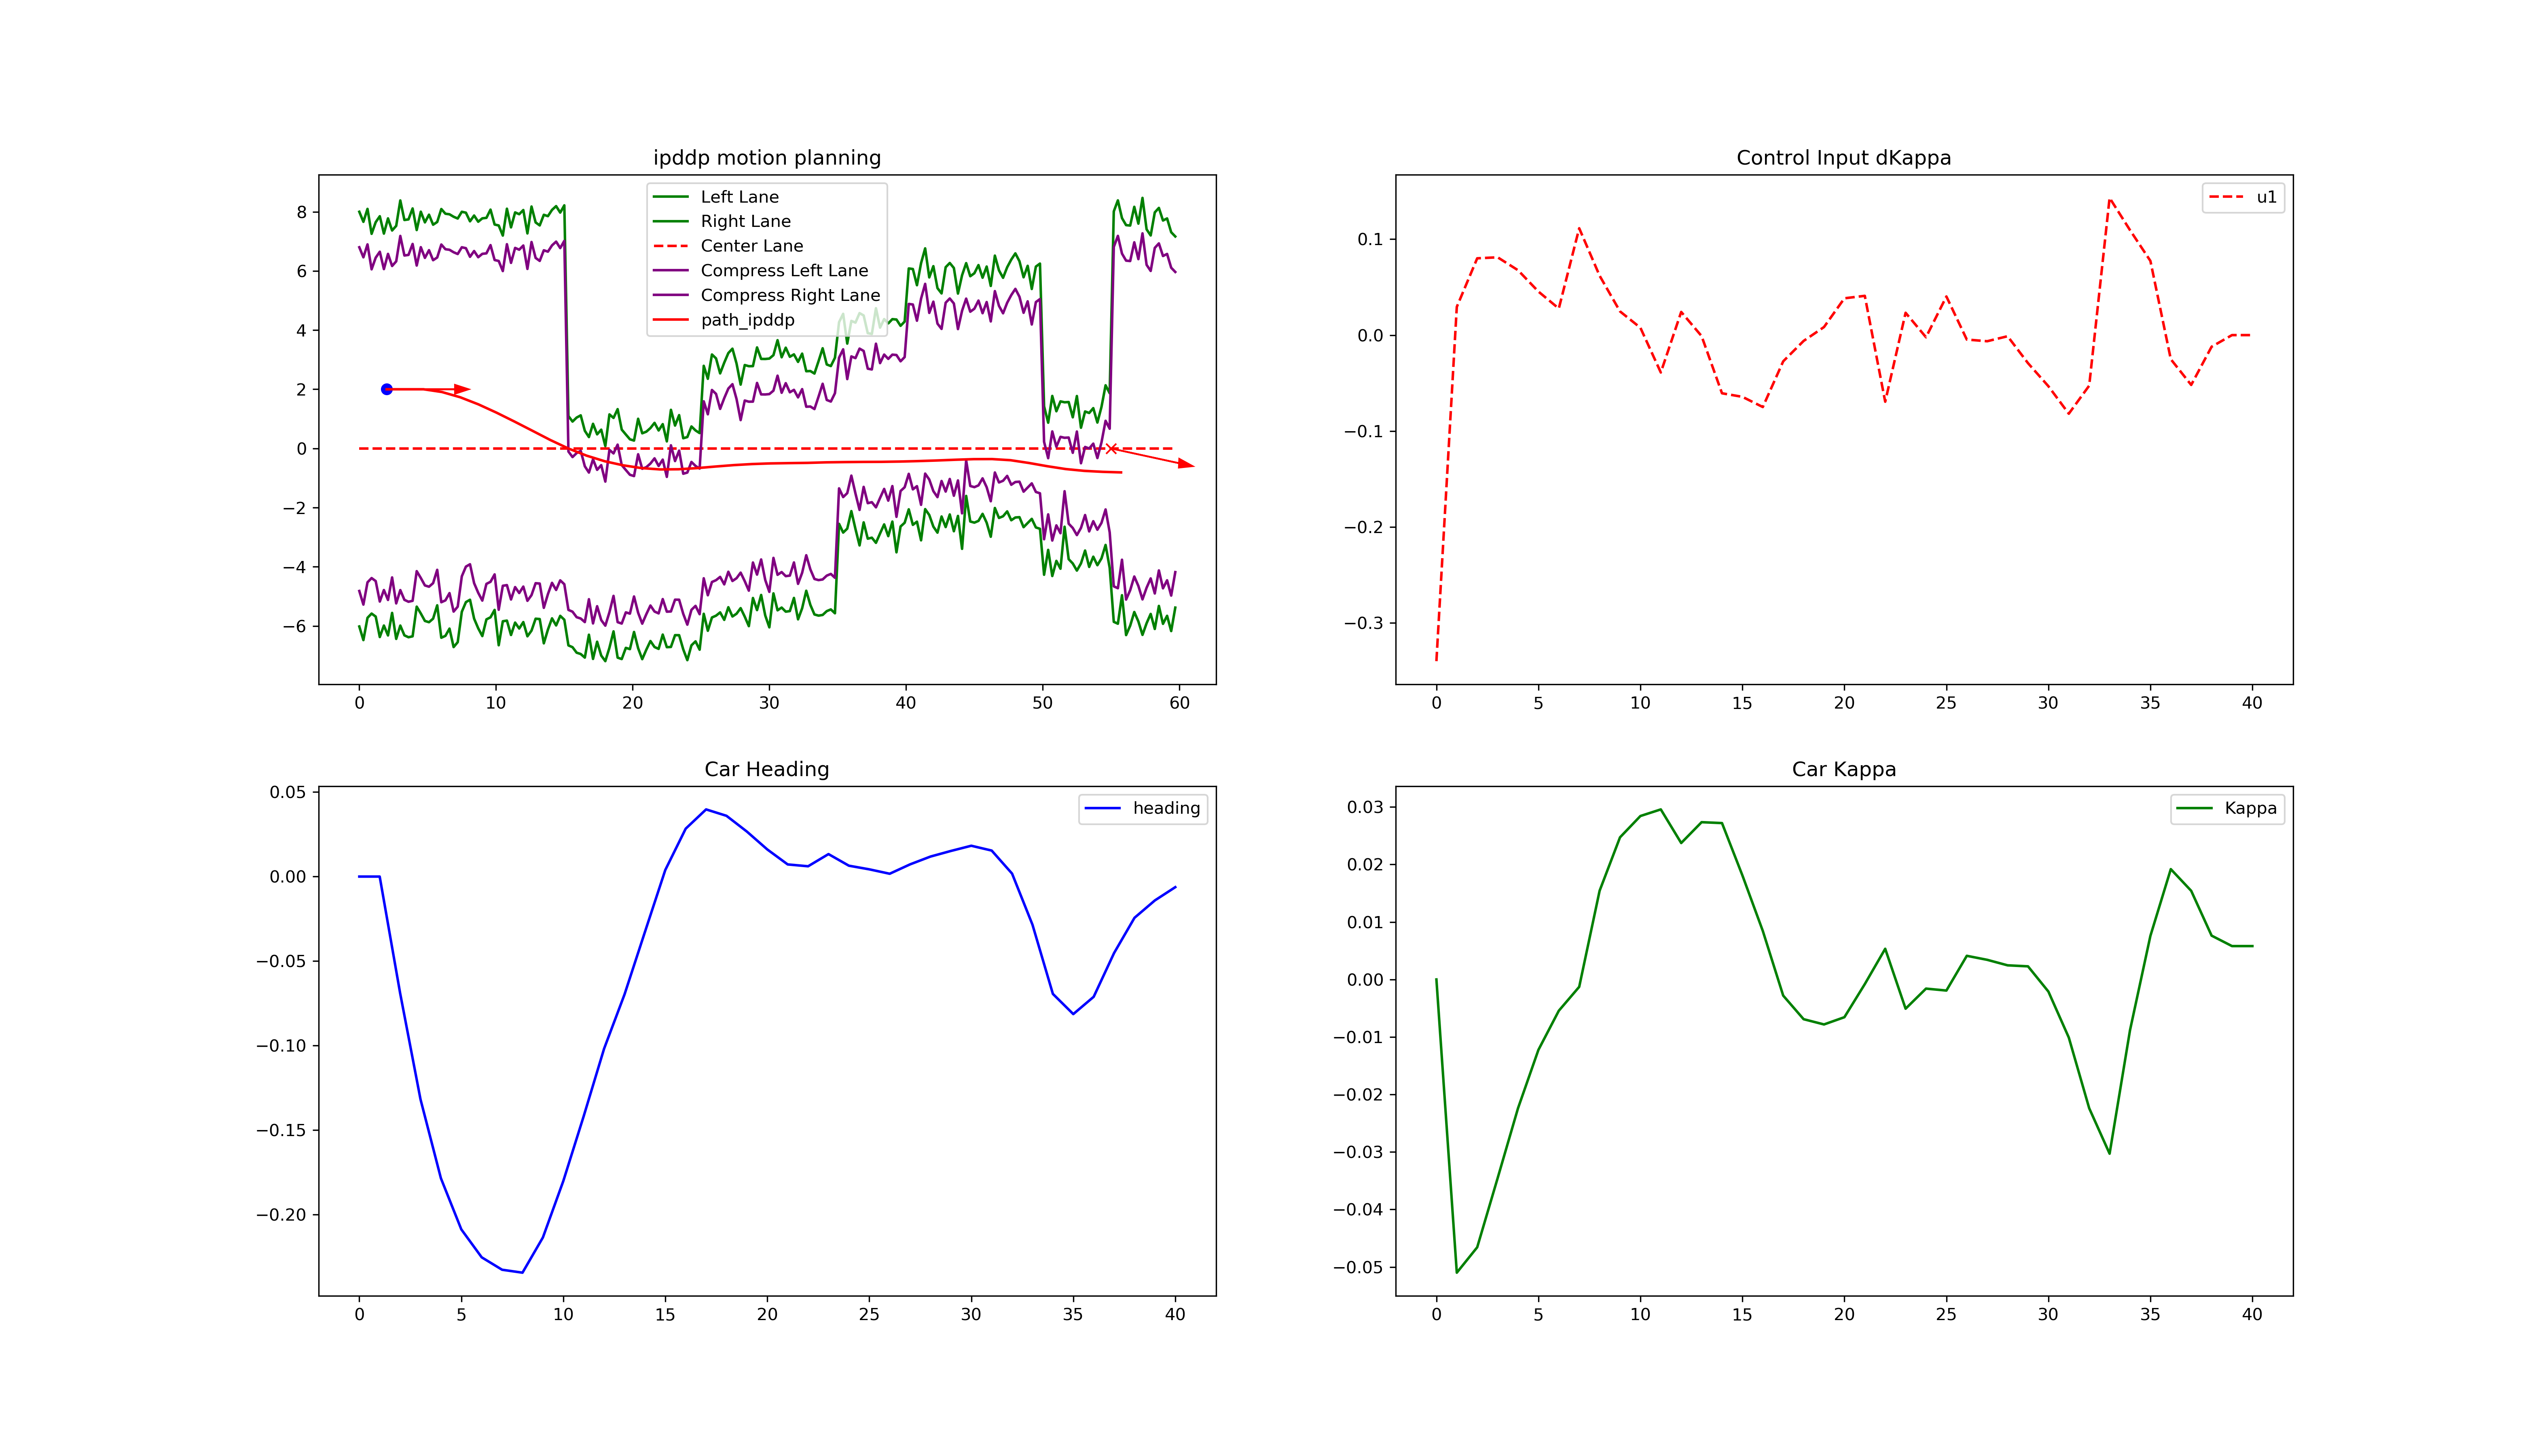 ipddp motion planning
Left Lane
Right Lane
Center Lane
Compress Left Lane
Compress Right Lane
path_ipddp
8
6
4
2
0
−2
−4
−6
0 10 20 30 40 50 60
Control Input dKappa
u1
0.1
0.0
−0.1
−0.2
−0.3
0 5 10 15 20 25 30 35 40
Car Heading
heading
0.05
0.00
−0.05
−0.10
−0.15
−0.20
0 5 10 15 20 25 30 35 40
Car Kappa
Kappa
0.03
0.02
0.01
0.00
−0.01
−0.02
−0.03
−0.04
−0.05
0 5 10 15 20 25 30 35 40